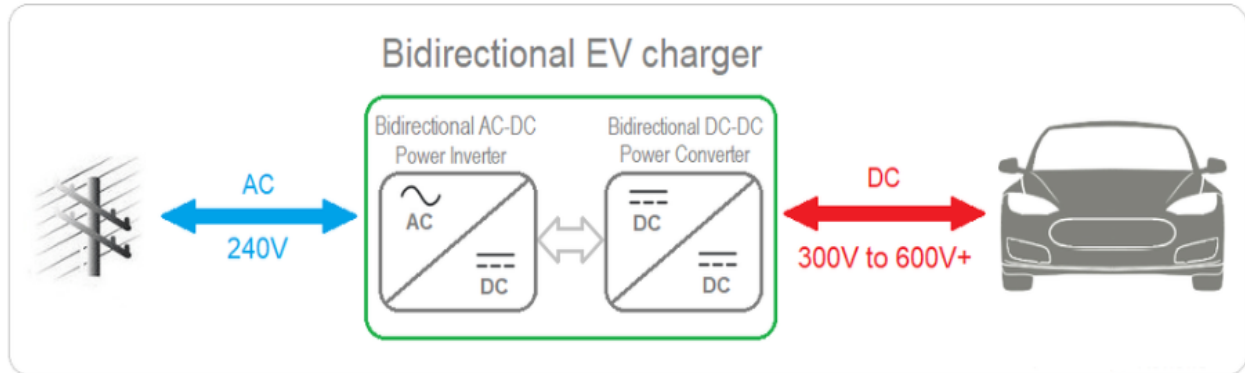 Bidirectional EV charger
Bidirectional AC-DC
Power Inverter
Bidirectional DC-DC
Power Converter
AC
240V
AC
DC
DC
DC
DC
300V to 600V+